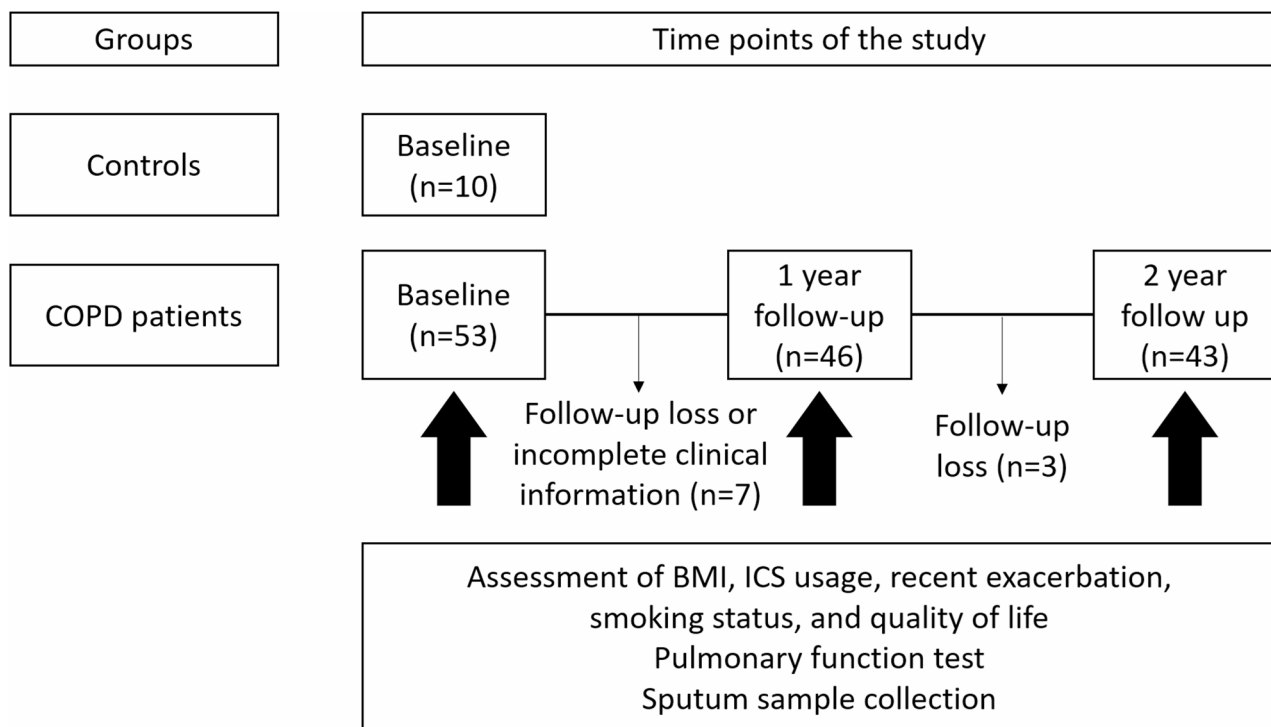 Groups
Time points of the study
Controls
Baseline
(n=10)
COPD patients
Baseline
(n=53)
1 year
follow-up
(n=46)
2 year
follow up
(n=43)
Follow-up loss or
incomplete clinical
information (n=7)
Follow-up
loss (n=3)
Assessment of BMI, ICS usage, recent exacerbation,
smoking status, and quality of life
Pulmonary function test
Sputum sample collection